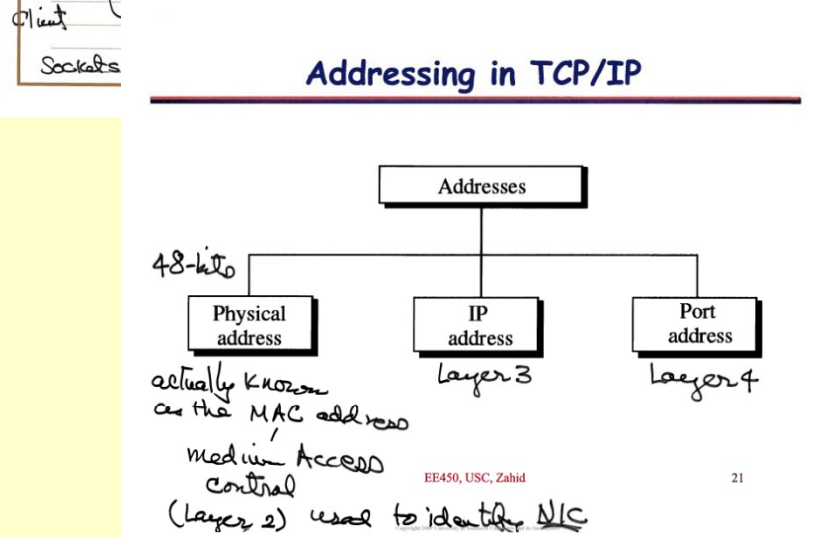 Client
Sockets
Addressing in TCP/IP
Addresses
48-bits
Physical
address
IP
address
Port
address
actually known
as the MAC address
Layer 3
Layer 4
medium Access
control
(Layer 2) used to identify NIC
EE450, USC, Zahid
21